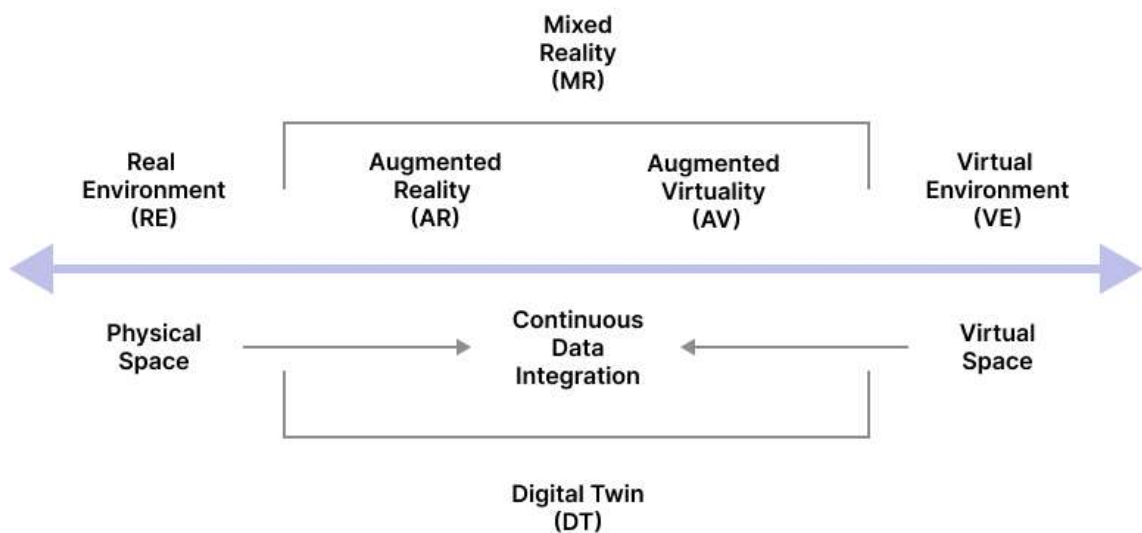 Mixed
Reality
(MR)
Real
Environment
(RE)
Augmented
Reality
(AR)
Augmented
Virtuality
(AV)
Virtual
Environment
(VE)
Physical
Space
Continuous
Data
Integration
Virtual
Space
Digital Twin
(DT)